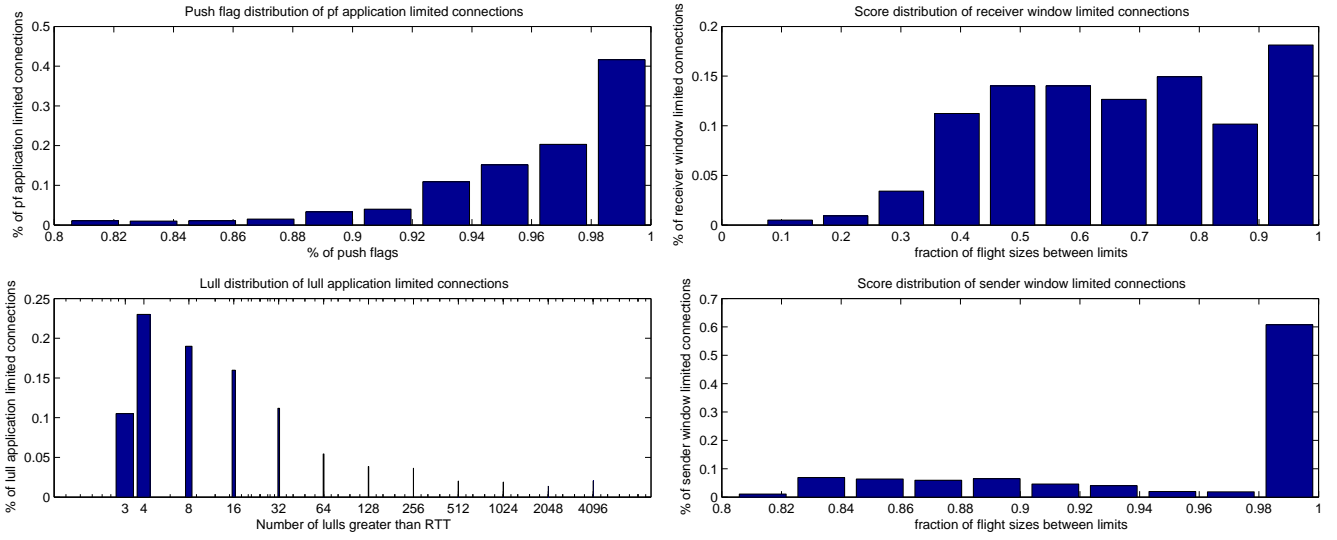 Push flag distribution of pf application limited connections
% of pf application limited connections
0.5
0.4
0.3
0.2
0.1
0
0.8 0.82 0.84 0.86 0.88 0.9 0.92 0.94 0.96 0.98 1
% of push flags
Score distribution of receiver window limited connections
% of receiver window limited connections
0.2
0.15
0.1
0.05
0
0 0.1 0.2 0.3 0.4 0.5 0.6 0.7 0.8 0.9 1
fraction of flight sizes between limits
Lull distribution of lull application limited connections
% of lull application limited connections
0.25
0.2
0.15
0.1
0.05
0
3 4 8 16 32 64 128 256 512 1024 2048 4096
Number of lulls greater than RTT
Score distribution of sender window limited connections
% of sender window limited connections
0.7
0.6
0.5
0.4
0.3
0.2
0.1
0
0.8 0.82 0.84 0.86 0.88 0.9 0.92 0.94 0.96 0.98 1
fraction of flight sizes between limits